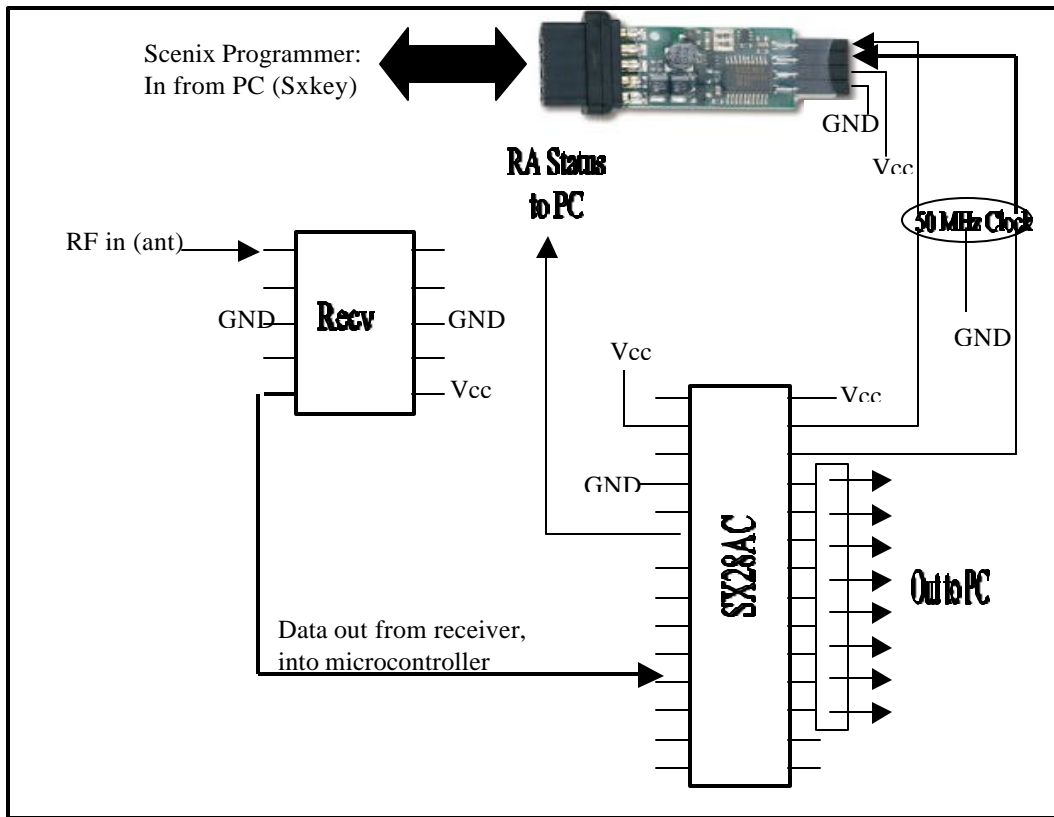 Scenix Programmer:
In from PC (Sxkey)
GND
Vcc
RA Status
to PC
50 MHz Clock
RF in (ant)
GND
Recv
GND
GND
Vcc
Vcc
Vcc
GND
SX28AC
Out to PC
Data out from receiver,
into microcontroller